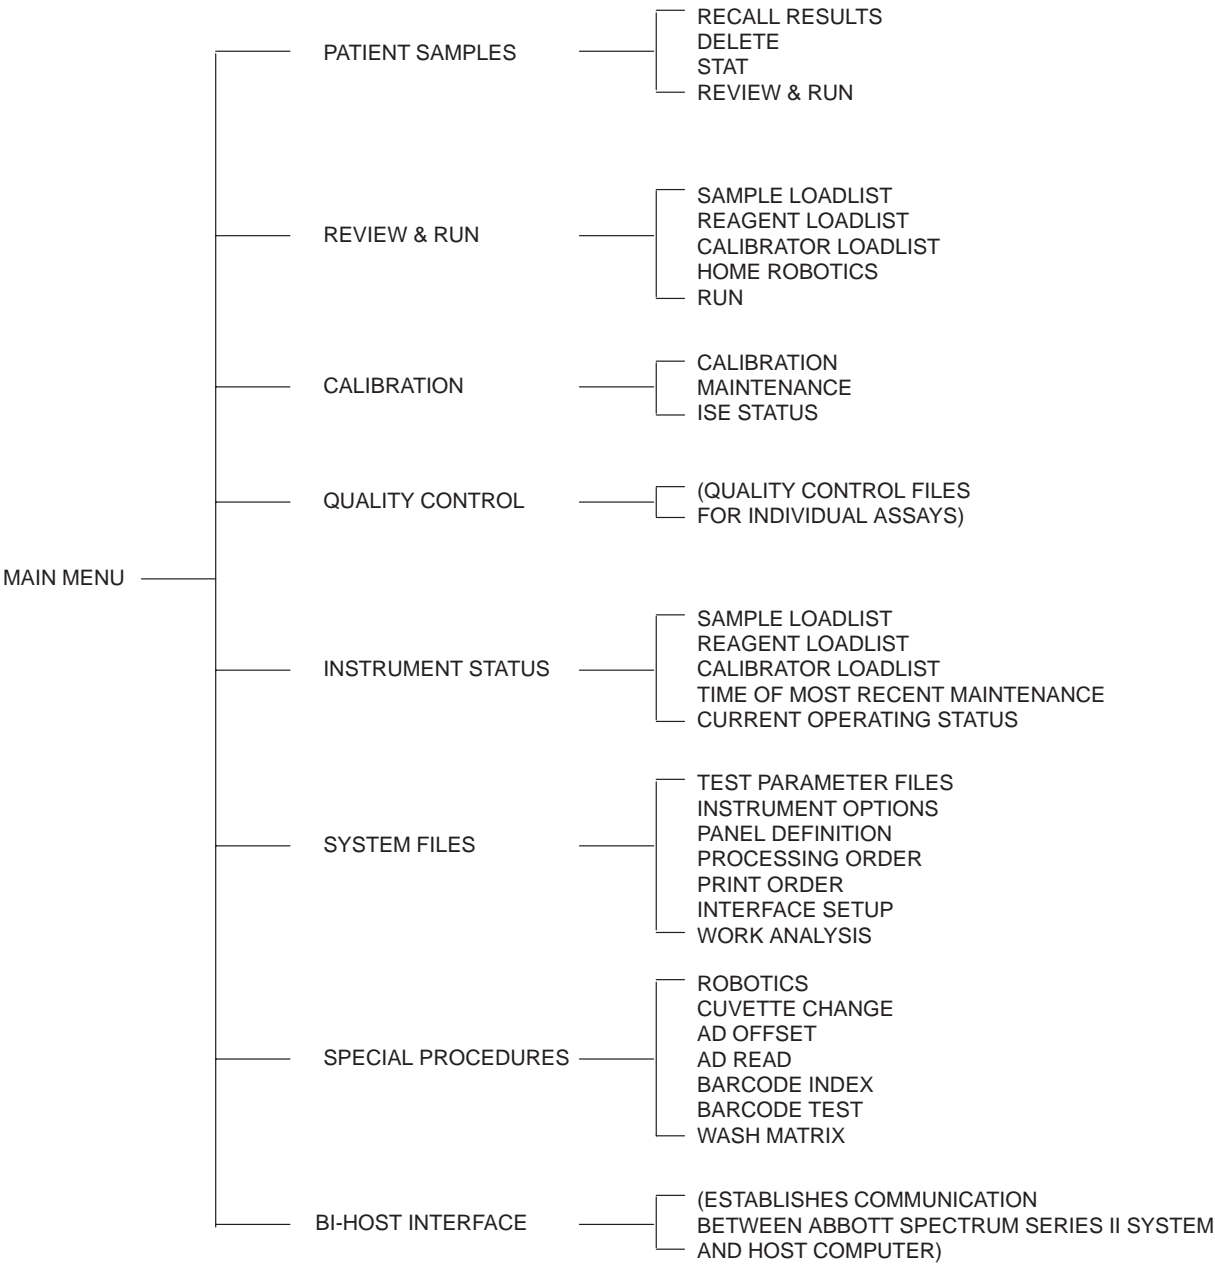 MAIN MENU
PATIENT SAMPLES
RECALL RESULTS
DELETE
STAT
REVIEW & RUN
REVIEW & RUN
SAMPLE LOADLIST
REAGENT LOADLIST
CALIBRATOR LOADLIST
HOME ROBOTICS
RUN
CALIBRATION
CALIBRATION
MAINTENANCE
ISE STATUS
QUALITY CONTROL
(QUALITY CONTROL FILES
FOR INDIVIDUAL ASSAYS)
INSTRUMENT STATUS
SAMPLE LOADLIST
REAGENT LOADLIST
CALIBRATOR LOADLIST
TIME OF MOST RECENT MAINTENANCE
CURRENT OPERATING STATUS
SYSTEM FILES
TEST PARAMETER FILES
INSTRUMENT OPTIONS
PANEL DEFINITION
PROCESSING ORDER
PRINT ORDER
INTERFACE SETUP
WORK ANALYSIS
SPECIAL PROCEDURES
ROBOTICS
CUVETTE CHANGE
AD OFFSET
AD READ
BARCODE INDEX
BARCODE TEST
WASH MATRIX
BI-HOST INTERFACE
(ESTABLISHES COMMUNICATION
BETWEEN ABBOTT SPECTRUM SERIES II SYSTEM
AND HOST COMPUTER)